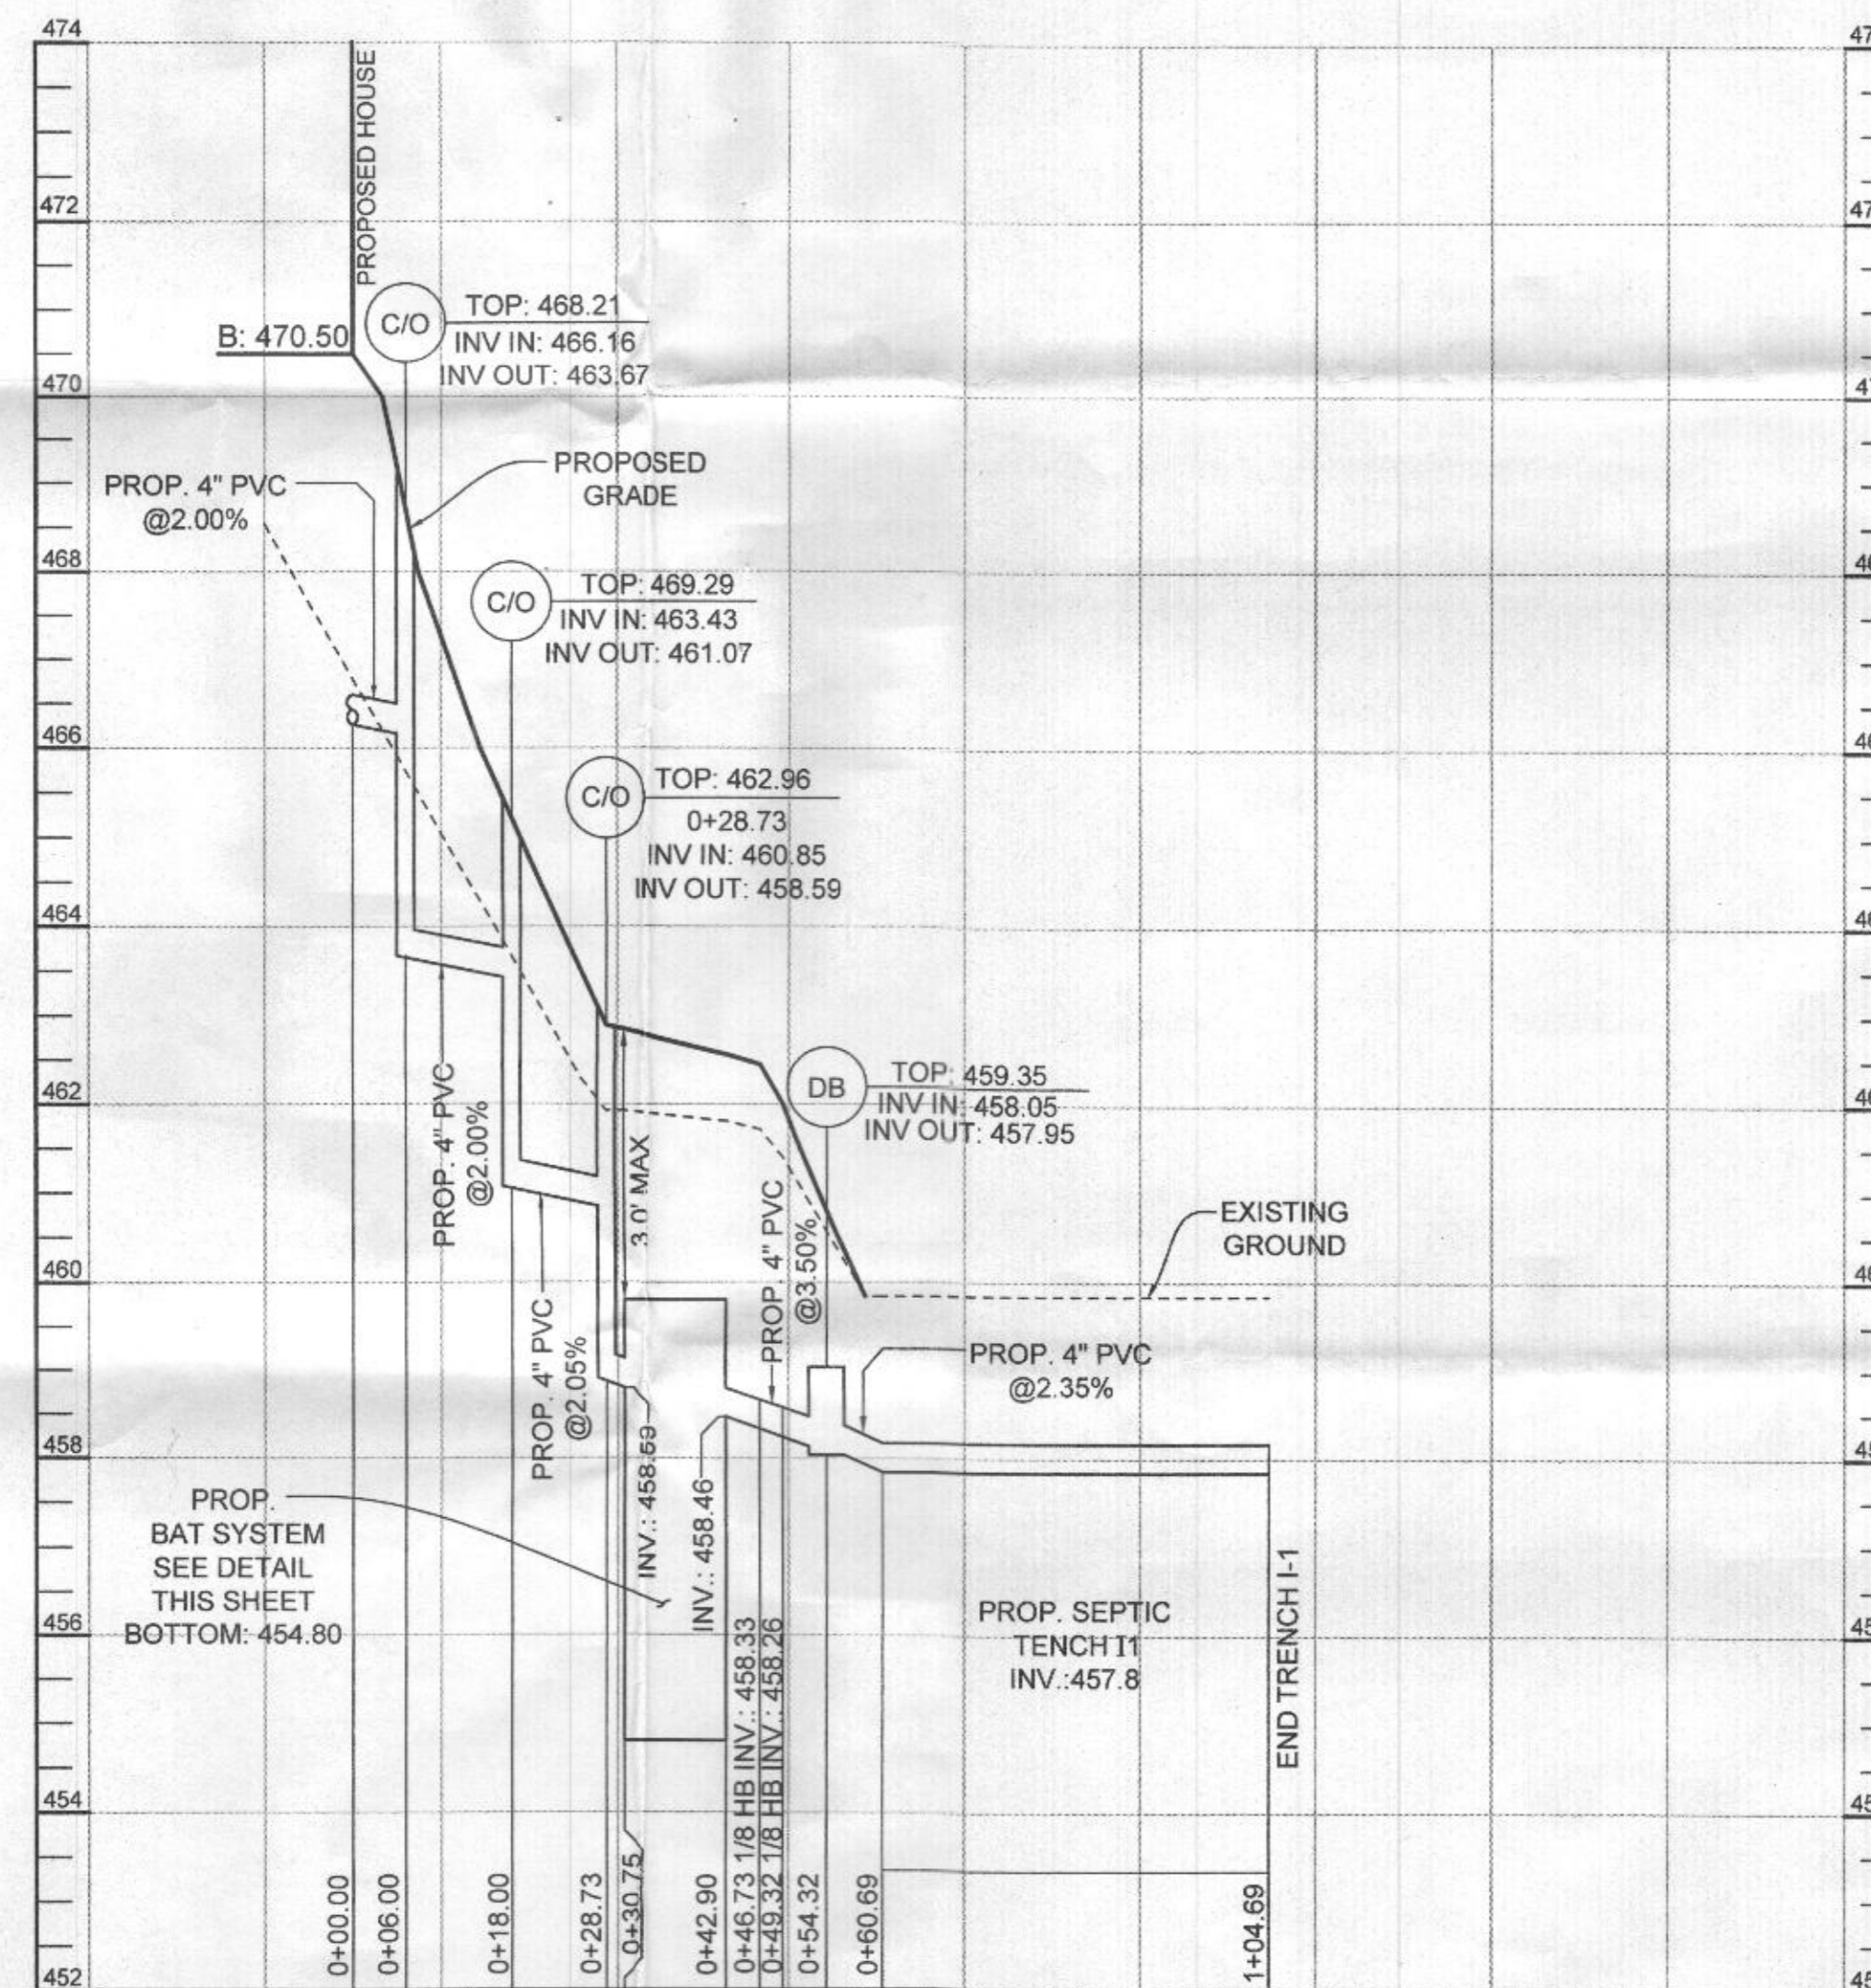 474
472
470
468
466
464
462
460
458
456
454
452
PROPOSED HOUSE
B: 470.50
C/O
TOP: 468.21
INV IN: 466.16
INV OUT: 463.67
PROPOSED
GRADE
PROP. 4" PVC
@2.00%
C/O
TOP: 469.29
INV IN: 463.43
INV OUT: 461.07
C/O
TOP: 462.96
0+28.73
INV IN: 460.85
INV OUT: 458.59
PROP. 4" PVC
@2.00%
3.0' MAX
DB
TOP: 459.35
INV IN: 458.05
INV OUT: 457.95
PROP. 4" PVC
@3.50%
EXISTING
GROUND
PROP. 4" PVC
@2.05%
PROP. 4" PVC
@2.35%
INV.: 458.59
INV.: 458.46
PROP.
BAT SYSTEM
SEE DETAIL
THIS SHEET
BOTTOM: 454.80
PROP. SEPTIC
TENCH I1
INV.:457.8
END TRENCH I-1
0+00.00
0+06.00
0+18.00
0+28.73
0+30.75
0+42.90
0+46.73 1/8 HB INV.: 458.33
0+49.32 1/8 HB INV.: 458.26
0+54.32
0+60.69
1+04.69